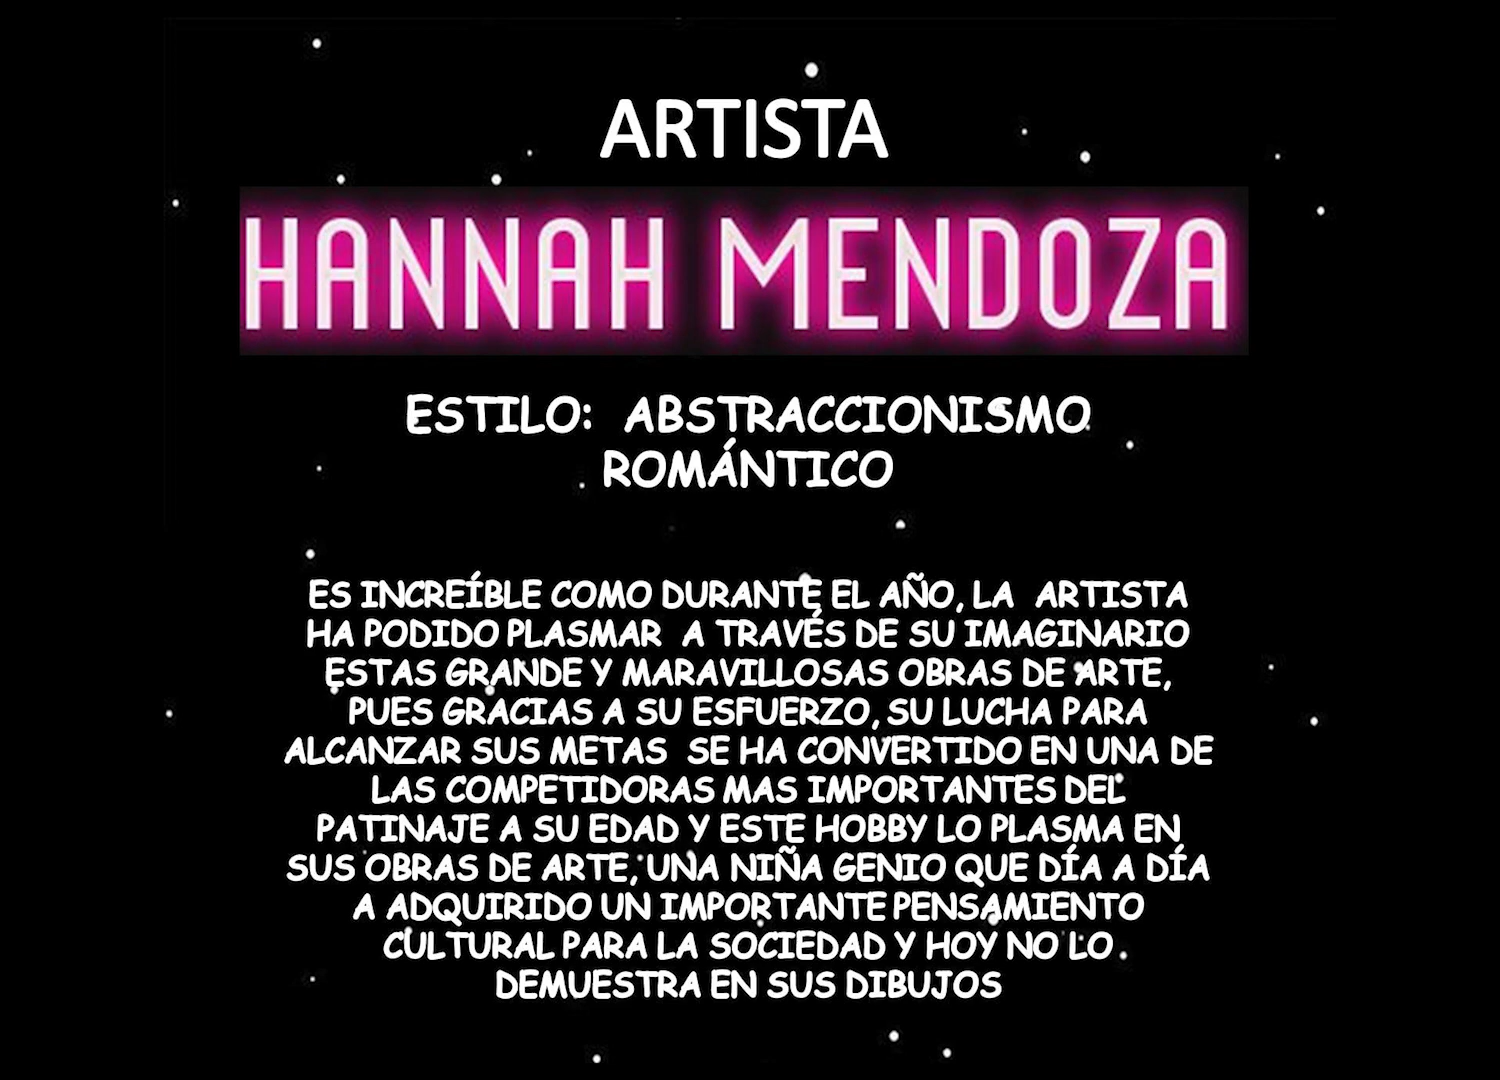 ARTISTA
HANNAH MENDOZA
ESTILO: ABSTRACCIONISMO
ROMÁNTICO
ES INCREÍBLE COMO DURANTE EL AÑO, LA ARTISTA
HA PODIDO PLASMAR A TRAVÉS DE SU IMAGINARIO
ESTAS GRANDE Y MARAVILLOSAS OBRAS DE ARTE,
PUES GRACIAS A SU ESFUERZO, SU LUCHA PARA
ALCANZAR SUS METAS SE HA CONVERTIDO EN UNA DE
LAS COMPETIDORAS MAS IMPORTANTES DEL
PATINAJE A SU EDAD Y ESTE HOBBY LO PLASMA EN
SUS OBRAS DE ARTE, UNA NIÑA GENIO QUE DÍA A DÍA
A ADQUIRIDO UN IMPORTANTE PENSAMIENTO
CULTURAL PARA LA SOCIEDAD Y HOY NO LO
DEMUESTRA EN SUS DIBUJOS